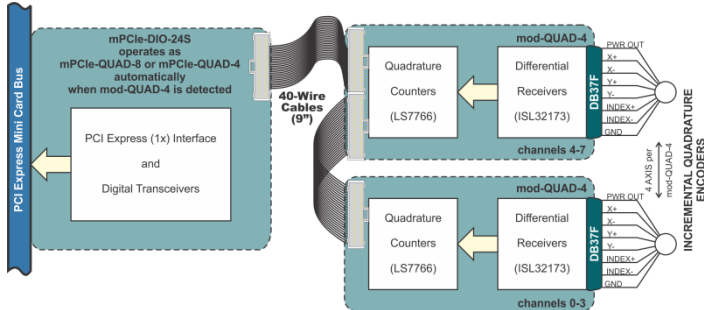 PCI Express Mini Card Bus
mPCIe-DIO-24S
operates as
mPCIe-QUAD-8 or mPCIe-QUAD-4
automatically
when mod-QUAD-4 is detected
PCI Express (1x) Interface
and
Digital Transceivers
40-Wire
Cables
(9”)
mod-QUAD-4
Quadrature
Counters
(LS7766)
Differential
Receivers
(ISL32173)
channels 4-7
DB37F
PWR OUT
X+
X-
Y+
Y-
INDEX+
INDEX-
GND
mod-QUAD-4
Quadrature
Counters
(LS7766)
Differential
Receivers
(ISL32173)
channels 0-3
DB37F
PWR OUT
X+
X-
Y+
Y-
INDEX+
INDEX-
GND
4 AXIS per
mod-QUAD-4
INCREMENTAL QUADRATURE
ENCODERS